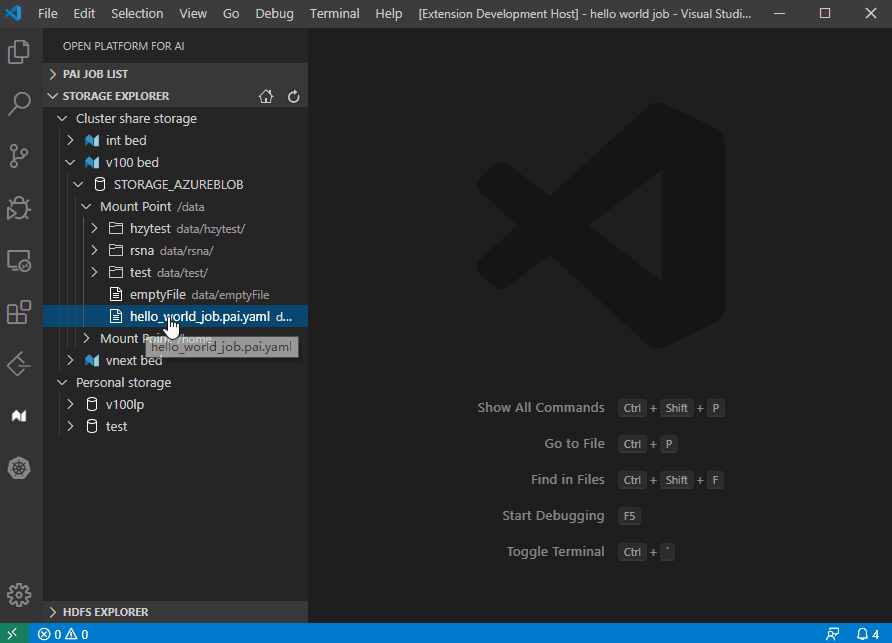 File Edit Selection View Go Debug Terminal Help [Extension Development Host] - hello world job - Visual Studi...
OPEN PLATFORM FOR AI
PAI JOB LIST
STORAGE EXPLORER
Cluster share storage
int bed
v100 bed
STORAGE_AZUREBLOB
Mount Point /data
hzytest data/hzytest/
rsna data/rsna/
test data/test/
emptyFile data/emptyFile
hello_world_job.pai.yaml d...
Mount Point /home
hello_world_job.pai.yaml
vnext bed
Personal storage
v100lp
test
HDFS EXPLORER
Show All Commands Ctrl + Shift + P
Go to File Ctrl + P
Find in Files Ctrl + Shift + F
Start Debugging F5
Toggle Terminal Ctrl + `
0 0 4